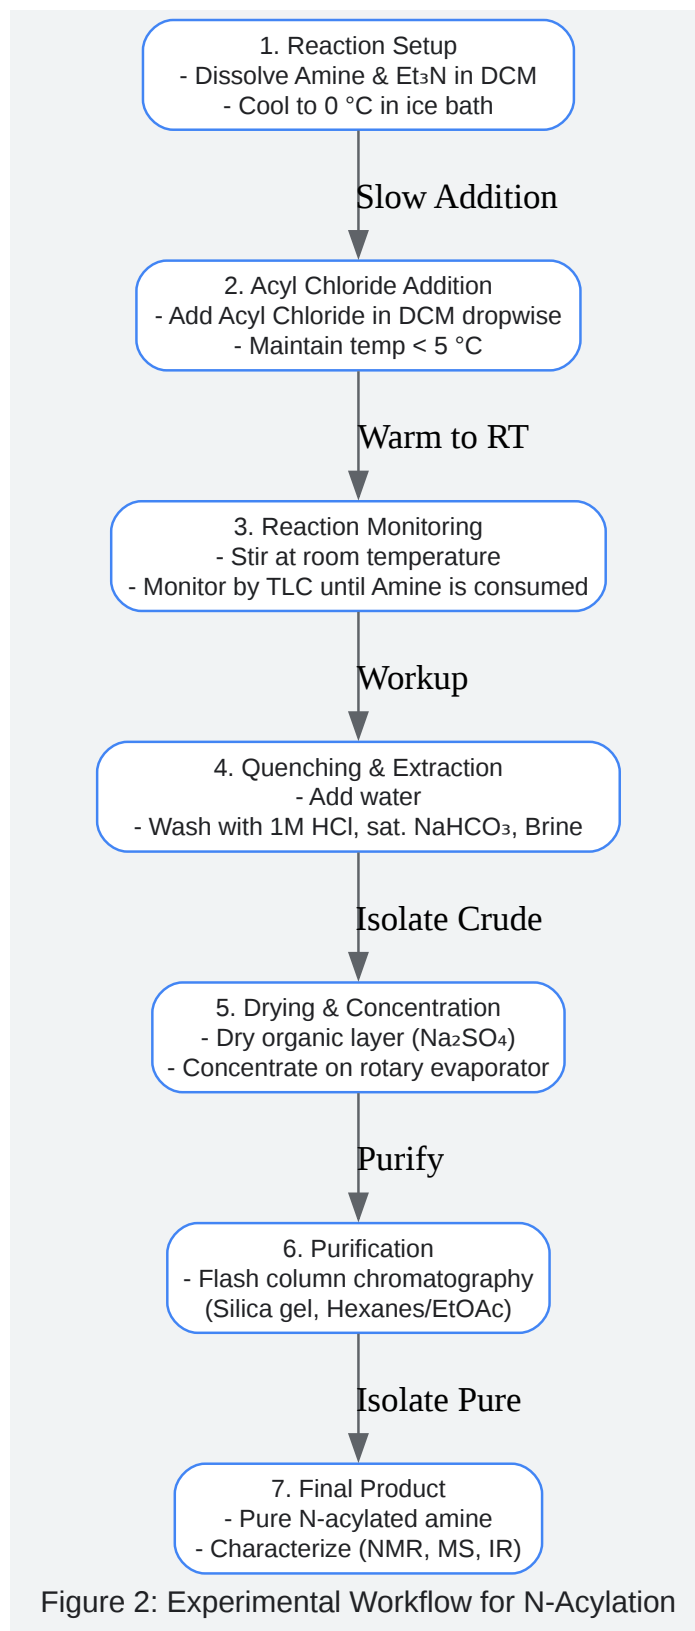 1. Reaction Setup
- Dissolve Amine & Et₃N in DCM
- Cool to 0 °C in ice bath
Slow Addition
2. Acyl Chloride Addition
- Add Acyl Chloride in DCM dropwise
- Maintain temp < 5 °C
Warm to RT
3. Reaction Monitoring
- Stir at room temperature
- Monitor by TLC until Amine is consumed
Workup
4. Quenching & Extraction
- Add water
- Wash with 1M HCl, sat. NaHCO₃, Brine
Isolate Crude
5. Drying & Concentration
- Dry organic layer (Na₂SO₄)
- Concentrate on rotary evaporator
Purify
6. Purification
- Flash column chromatography
(Silica gel, Hexanes/EtOAc)
Isolate Pure
7. Final Product
- Pure N-acylated amine
- Characterize (NMR, MS, IR)
Figure 2: Experimental Workflow for N-Acylation